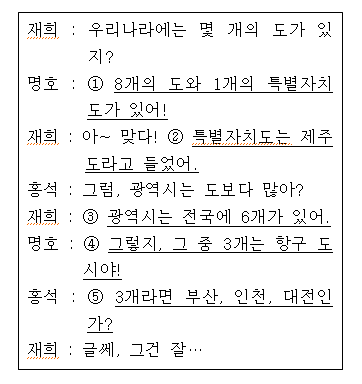 재희 : 우리나라에는 몇 개의 도가 있
지?
명호 : ① 8개의 도와 1개의 특별자치
도가 있어!
재희 : 아~ 맞다! ② 특별자치도는 제주
도라고 들었어.
홍석 : 그럼, 광역시는 도보다 많아?
재희 : ③ 광역시는 전국에 6개가 있어.
명호 : ④ 그렇지, 그 중 3개는 항구 도
시야!
홍석 : ⑤ 3개라면 부산, 인천, 대전인
가?
재희 : 글쎄, 그건 잘…